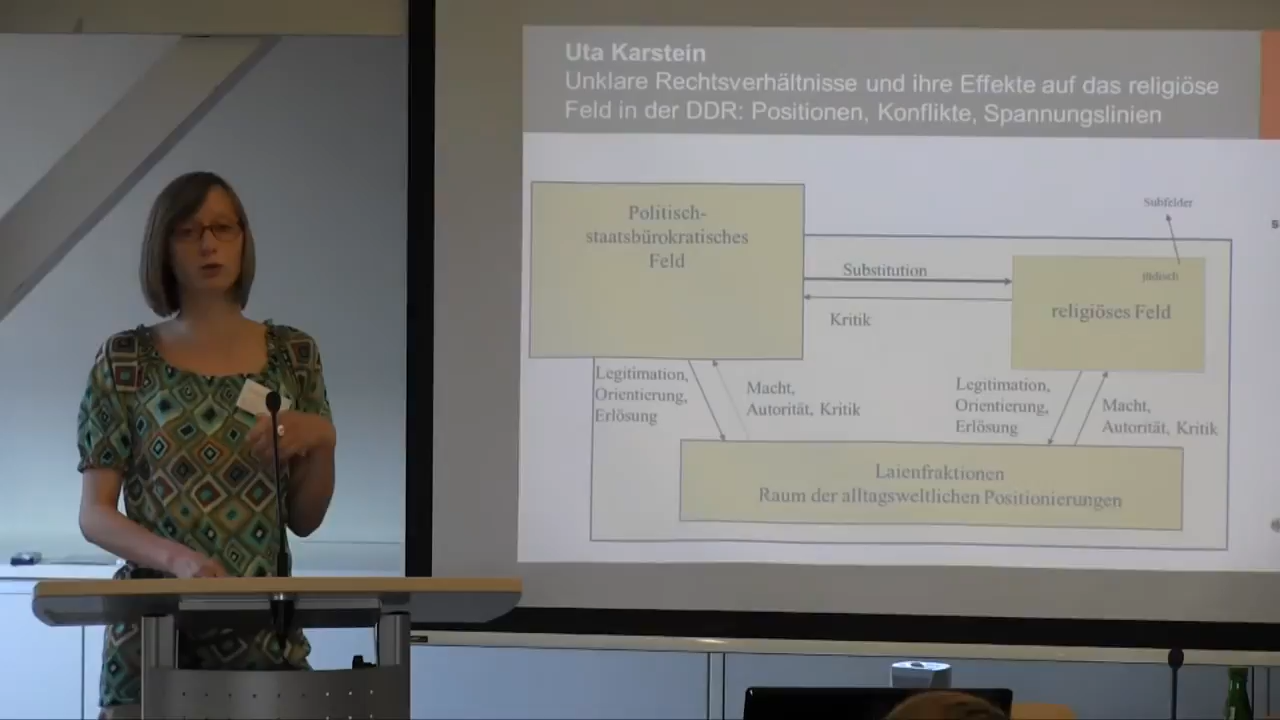 Uta Karstein
Unklare Rechtsverhältnisse und ihre Effekte auf das religiöse
Feld in der DDR: Positionen, Konflikte, Spannungslinien
Politisch-
staatsbürokratisches
Feld
Subfelder
Substitution
jüdisch
religiöses Feld
Kritik
Legitimation,
Orientierung,
Erlösung
Macht,
Autorität, Kritik
Legitimation,
Orientierung,
Erlösung
Macht,
Autorität, Kritik
Laienfraktionen
Raum der alltagsweltlichen Positionierungen